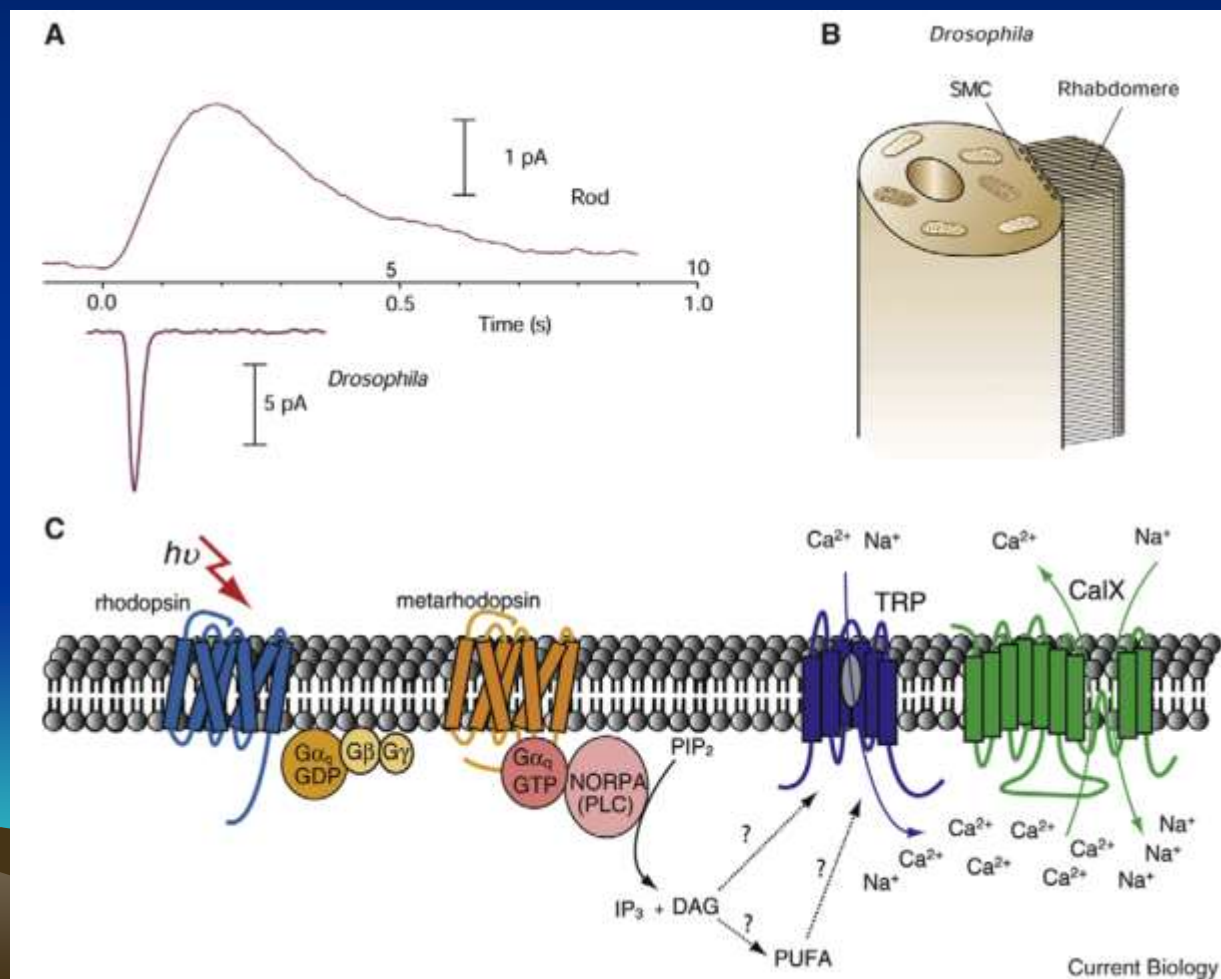 A
1 pA
Rod
5
10
0.0
0.5
1.0
Time (s)
Drosophila
5 pA
B
Drosophila
SMC
Rhabdomere
C
hυ
rhodopsin
metarhodopsin
Ca²⁺ Na⁺
TRP
Ca²⁺
Na⁺
CalX
Gαq
GDP
Gβ
Gγ
Gαq
GTP
NORPA
(PLC)
PIP₂
IP₃ + DAG
?
?
?
PUFA
Na⁺
Ca²⁺
Ca²⁺
Ca²⁺
Ca²⁺
Ca²⁺
Ca²⁺
Na⁺
Na⁺
Na⁺
Current Biology